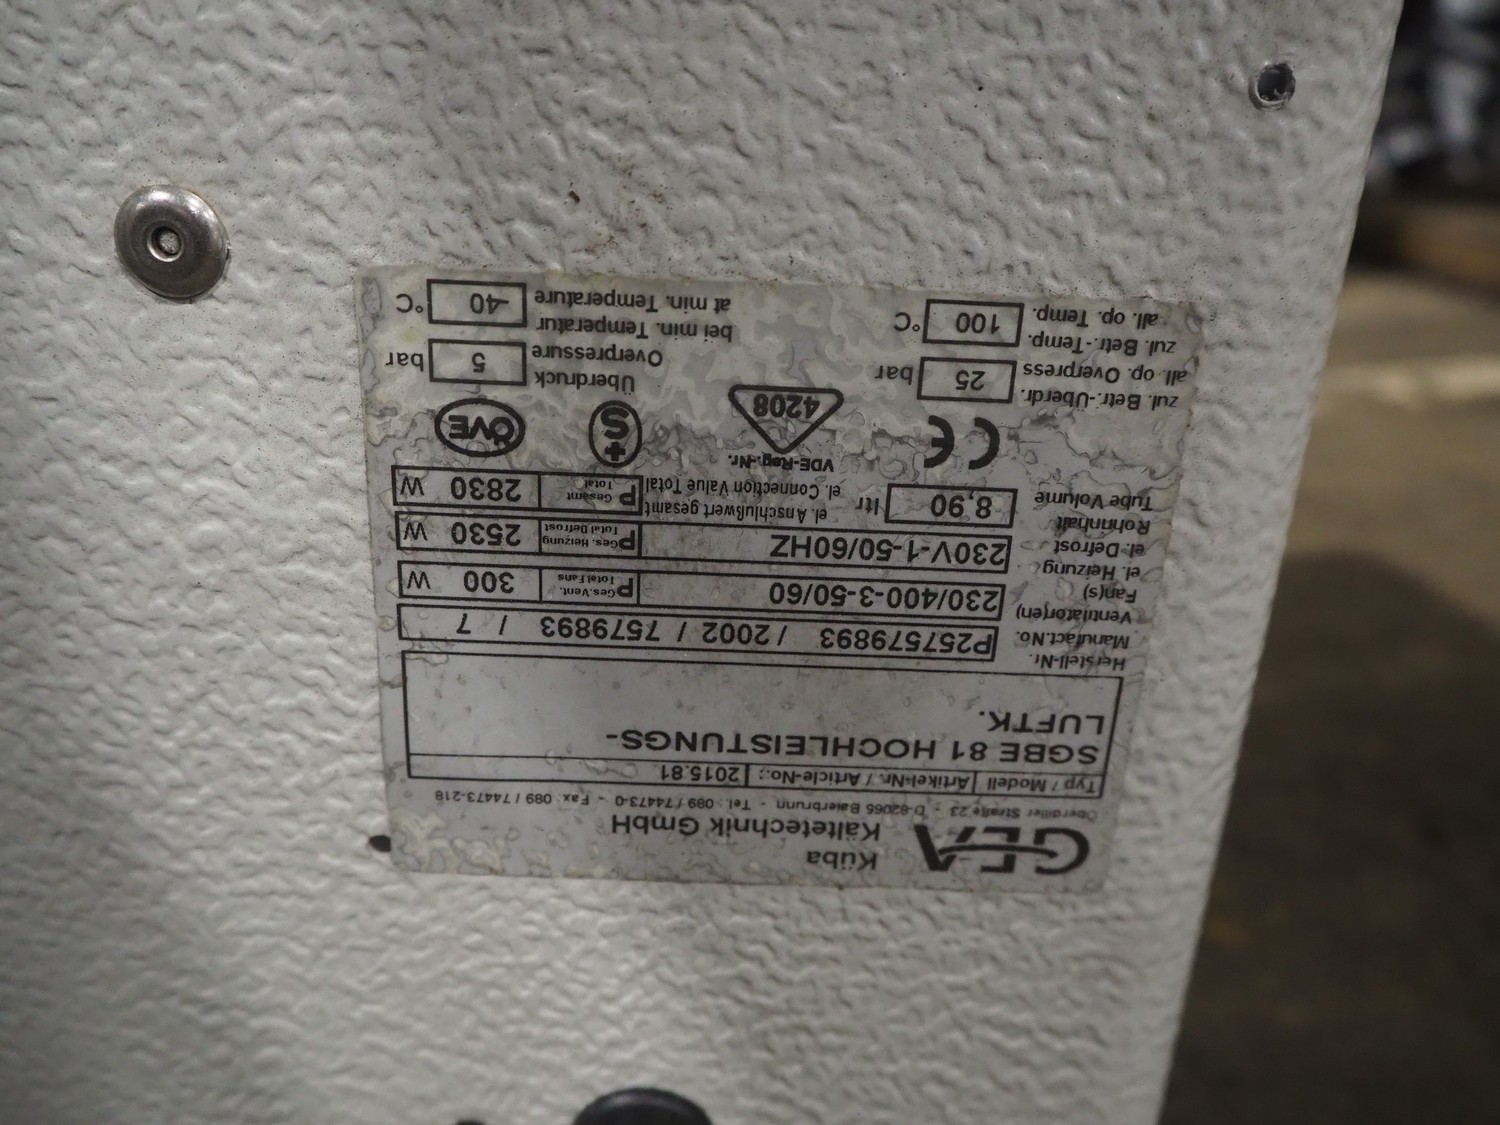 GEA Küba
Kältetechnik GmbH
Oberdiller Straße 23 - D-82065 Baierbrunn - Tel.: 089 / 74473-0 - Fax: 089 / 74473-218
Typ / Modell Artikel-Nr. / Article-No.: 2015.81
SGBE 81 HOCHLEISTUNGS-
LUFTK.
Herstell-Nr.
Manufact.No. P257579893 / 2002 / 7579893 / 7
Ventilator(en)
Fan(s) 230/400-3-50/60 P Ges.Vent. Total Fans 300 W
el. Heizung
el. Defrost 230V-1-50/60HZ P Ges. Heizung Total Defrost 2530 W
Rohrinhalt
Tube Volume 8,90 ltr
el. Anschlußwert gesamt
el. Connection Value Total P Gesamt Total 2830 W
CE
VDE-Reg.-Nr.
4208
+S
ÖVE
zul. Betr.-Überdr.
all. op. Overpress 25 bar
Überdruck
Overpressure 5 bar
zul. Betr.-Temp.
all. op. Temp. 100 °C
bei min. Temperatur
at min. Temperature -40 °C